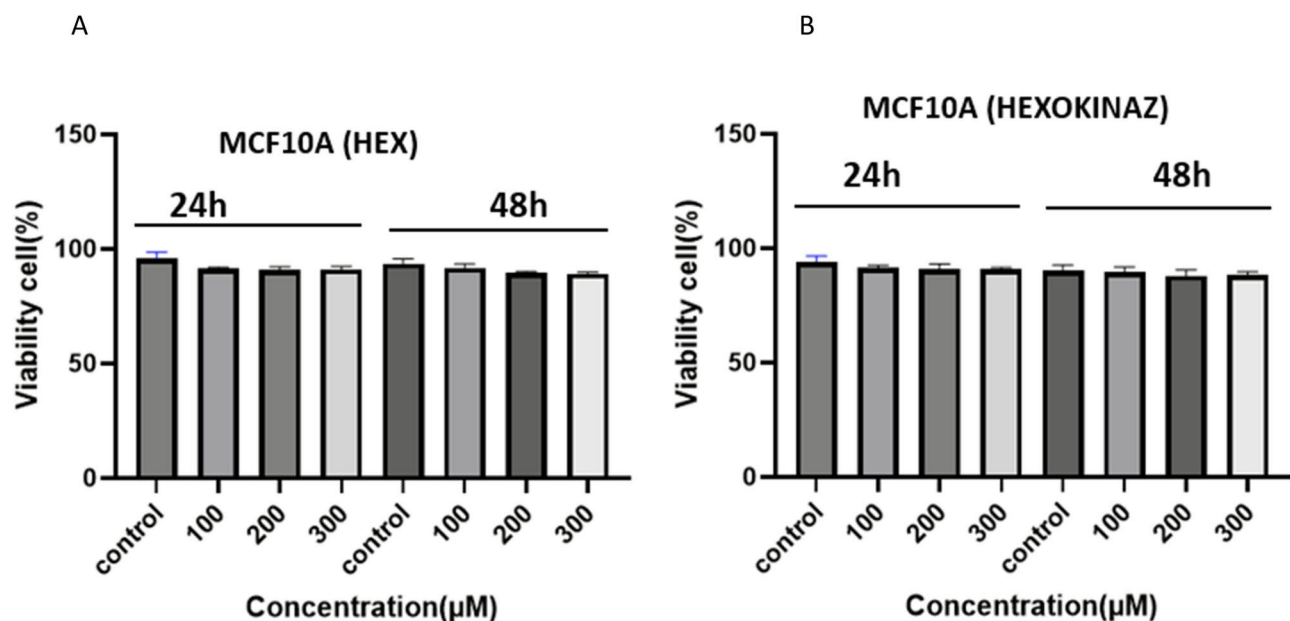 A
MCF10A (HEX)
24h
48h
150
100
50
0
Viability cell(%)
control
100
200
300
control
100
200
300
Concentration(µM)
B
MCF10A (HEXOKINAZ)
24h
48h
150
100
50
0
Viability cell(%)
control
100
200
300
control
100
200
300
Concentration(µM)